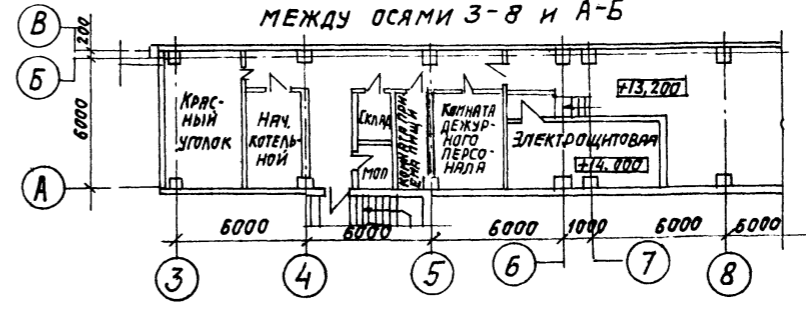 МЕЖДУ ОСЯМИ 3-8 И А-Б
В
200
Б
6000
А
КРАС-
НЫЙ
УГОЛОК
НАЧ.
КОТЕЛЬ-
НОЙ
СКЛАД
МОП
КОМНАТА ПРИ-
ЕМА ПИЩИ
КОМНАТА
ДЕЖУР-
НОГО
ПЕРСО-
НАЛА
ЭЛЕКТРОЩИТОВАЯ
+13,200
+14.000
6000
6000
6000
1000
6000
6000
3
4
5
6
7
8